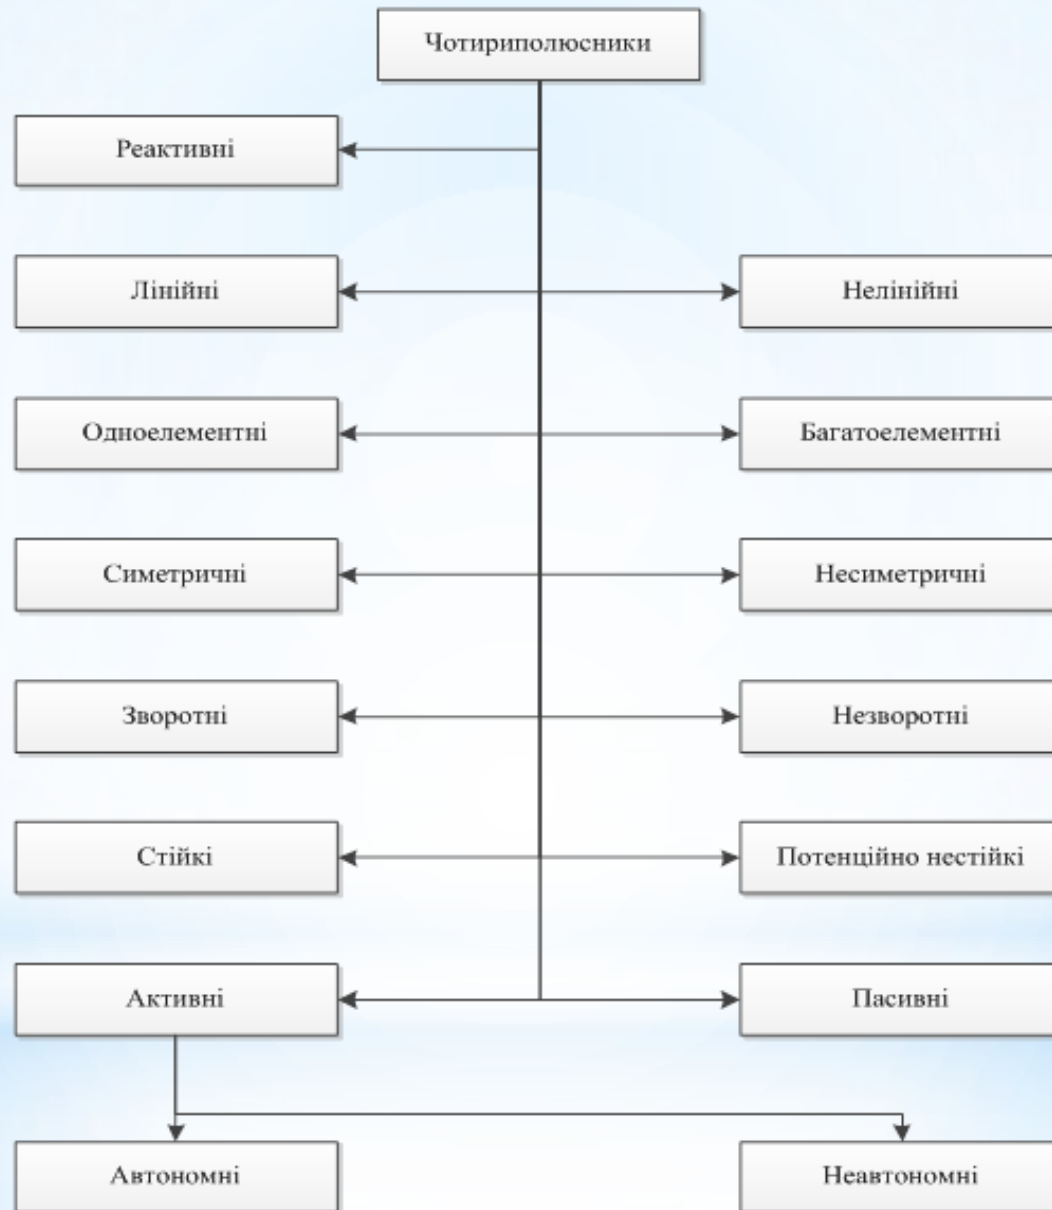 Чотириполюсники
Реактивні
Лінійні
Нелінійні
Одноелементні
Багатоелементні
Симетричні
Несиметричні
Зворотні
Незворотні
Стійкі
Потенційно нестійкі
Активні
Пасивні
Автономні
Неавтономні